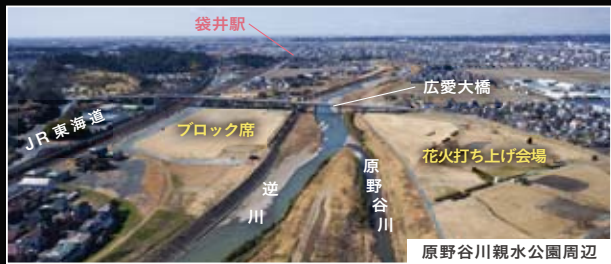 袋井駅
広愛大橋
JR東海道
ブロック席
花火打ち上げ会場
逆川
原野谷川
原野谷川親水公園周辺